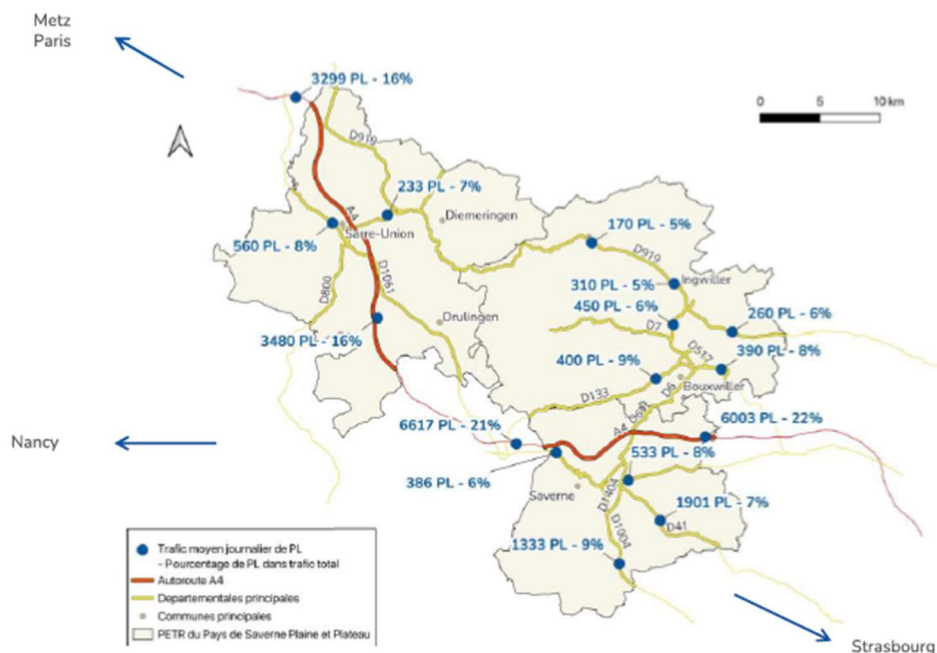 Metz
Paris
3299 PL - 16%
0 5 10 km
D919
233 PL - 7%
A4
Diemeringen
170 PL - 5%
Sarre-Union
560 PL - 8%
D919
D1061
310 PL - 5%
Ingwiller
D800
450 PL - 6%
260 PL - 6%
Drulingen
D7
3480 PL - 16%
D517
390 PL - 8%
400 PL - 9%
Bouxwiller
D6
D133
6617 PL - 21%
6003 PL - 22%
A4
Nancy
533 PL - 8%
386 PL - 6%
Saverne
D1404
1901 PL - 7%
D41
D1004
1333 PL - 9%
Trafic moyen journalier de PL
- Pourcentage de PL dans trafic total
Autoroute A4
Departementales principales
Communes principales
PETR du Pays de Saverne Plaine et Plateau
Strasbourg